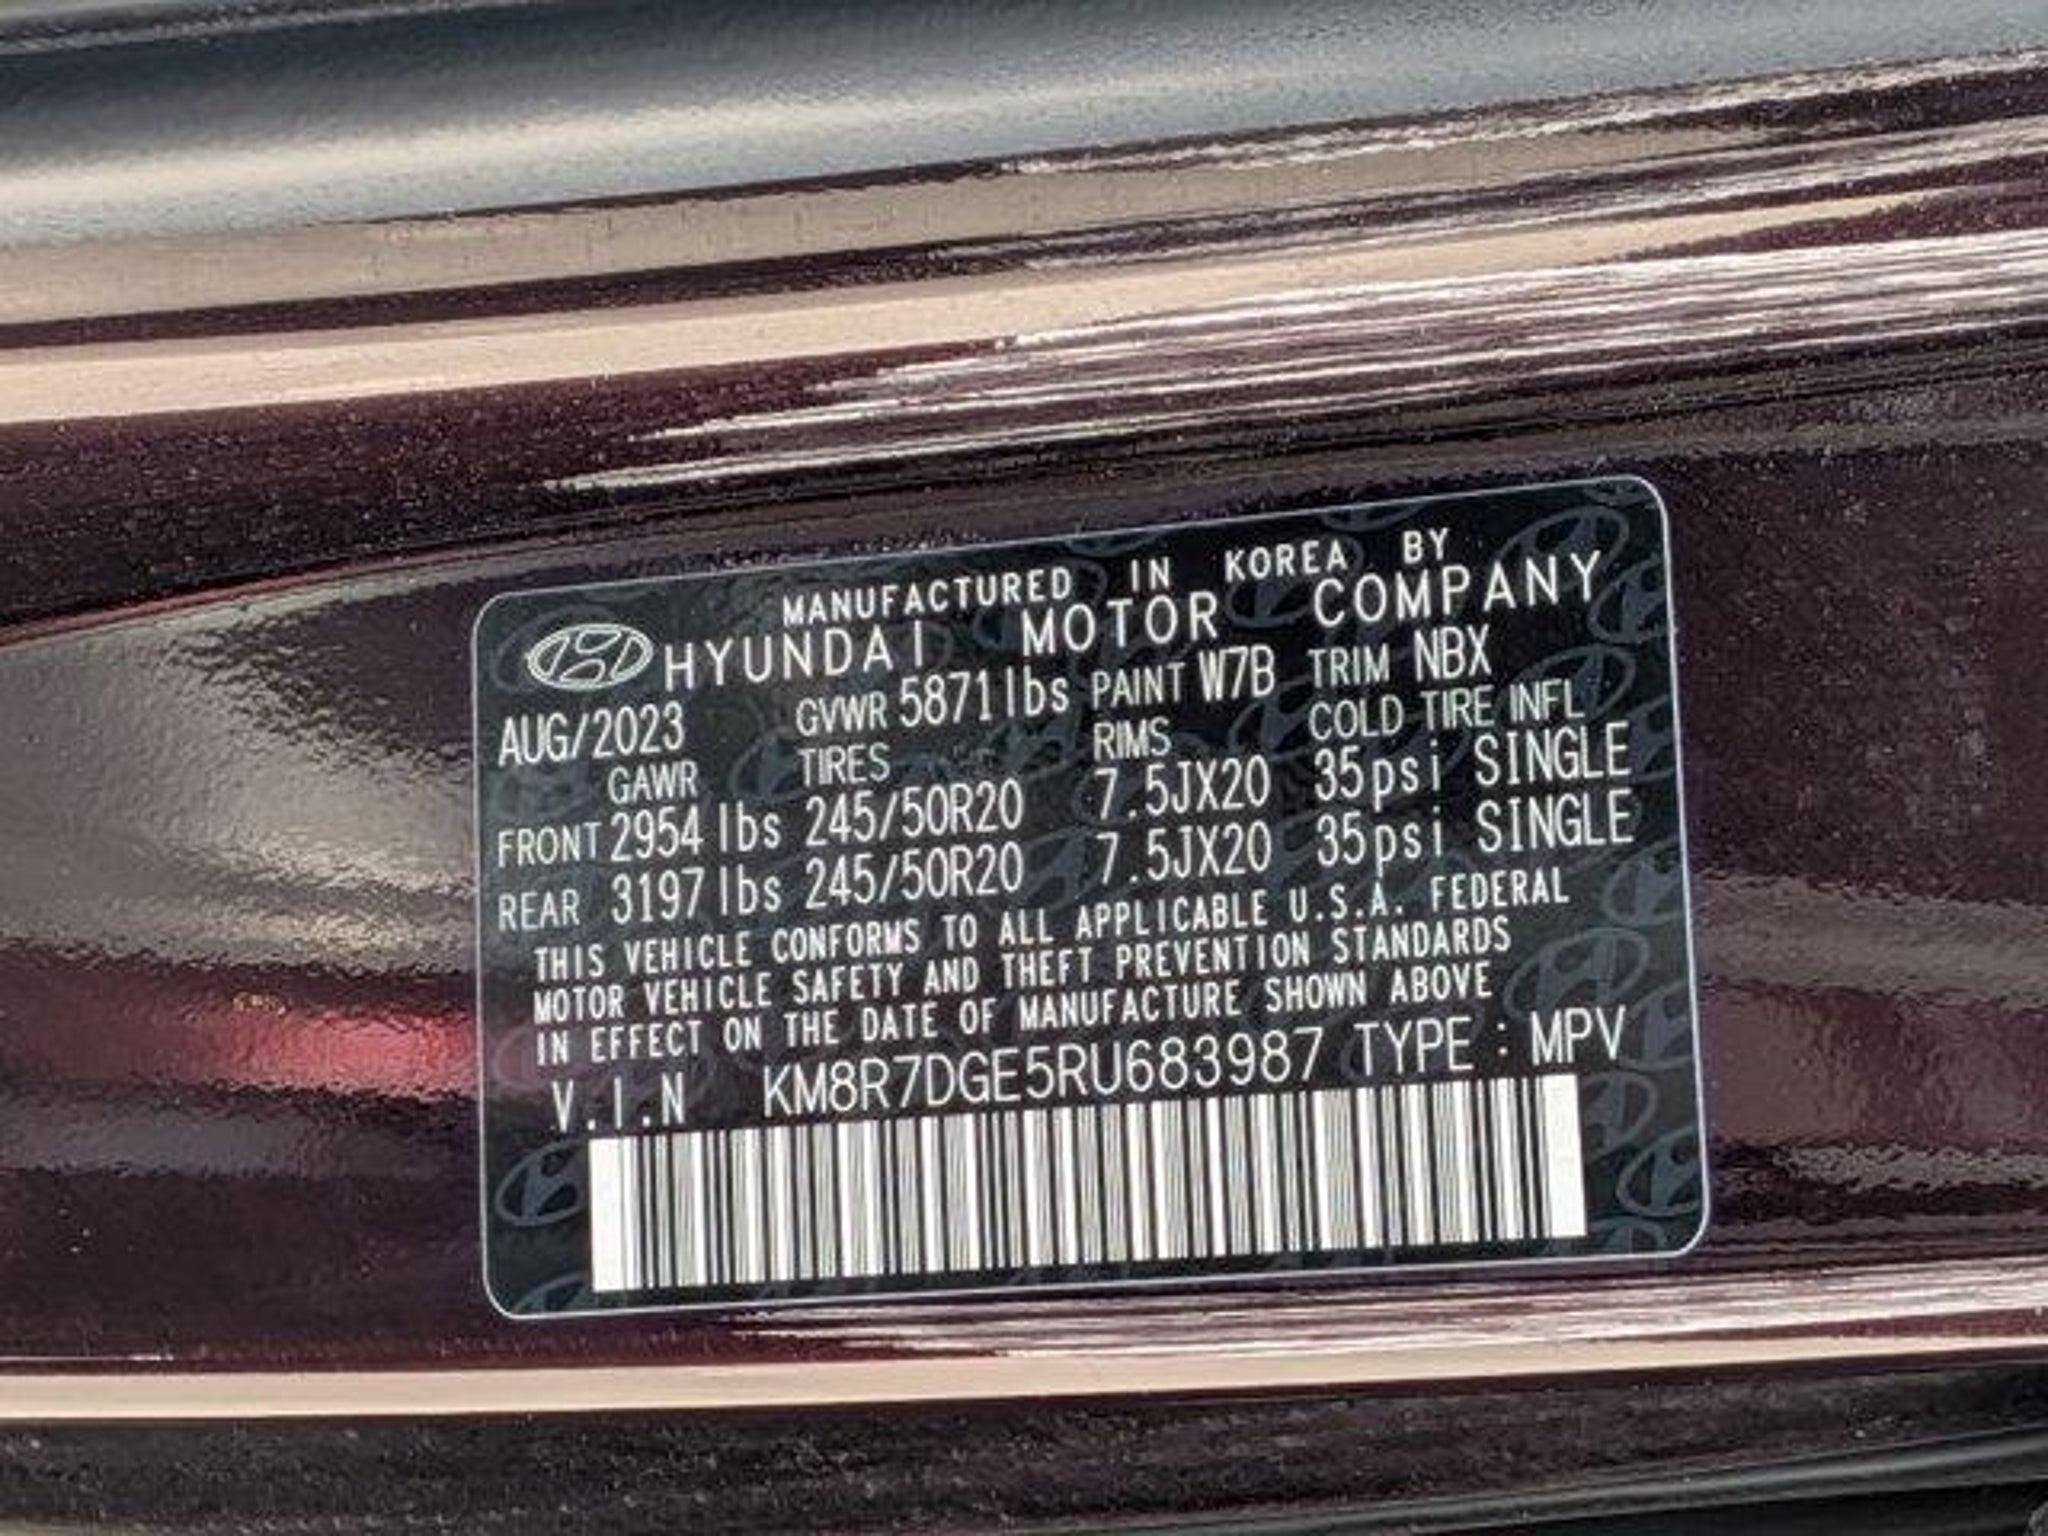 MANUFACTURED IN KOREA BY
HYUNDAI MOTOR COMPANY
AUG/2023 GVWR 5871 lbs PAINT W7B TRIM NBX
GAWR TIRES RIMS COLD TIRE INFL
FRONT 2954 lbs 245/50R20 7.5JX20 35psi SINGLE
REAR 3197 lbs 245/50R20 7.5JX20 35psi SINGLE
THIS VEHICLE CONFORMS TO ALL APPLICABLE U.S.A. FEDERAL
MOTOR VEHICLE SAFETY AND THEFT PREVENTION STANDARDS
IN EFFECT ON THE DATE OF MANUFACTURE SHOWN ABOVE
V.I.N KM8R7DGE5RU683987 TYPE : MPV